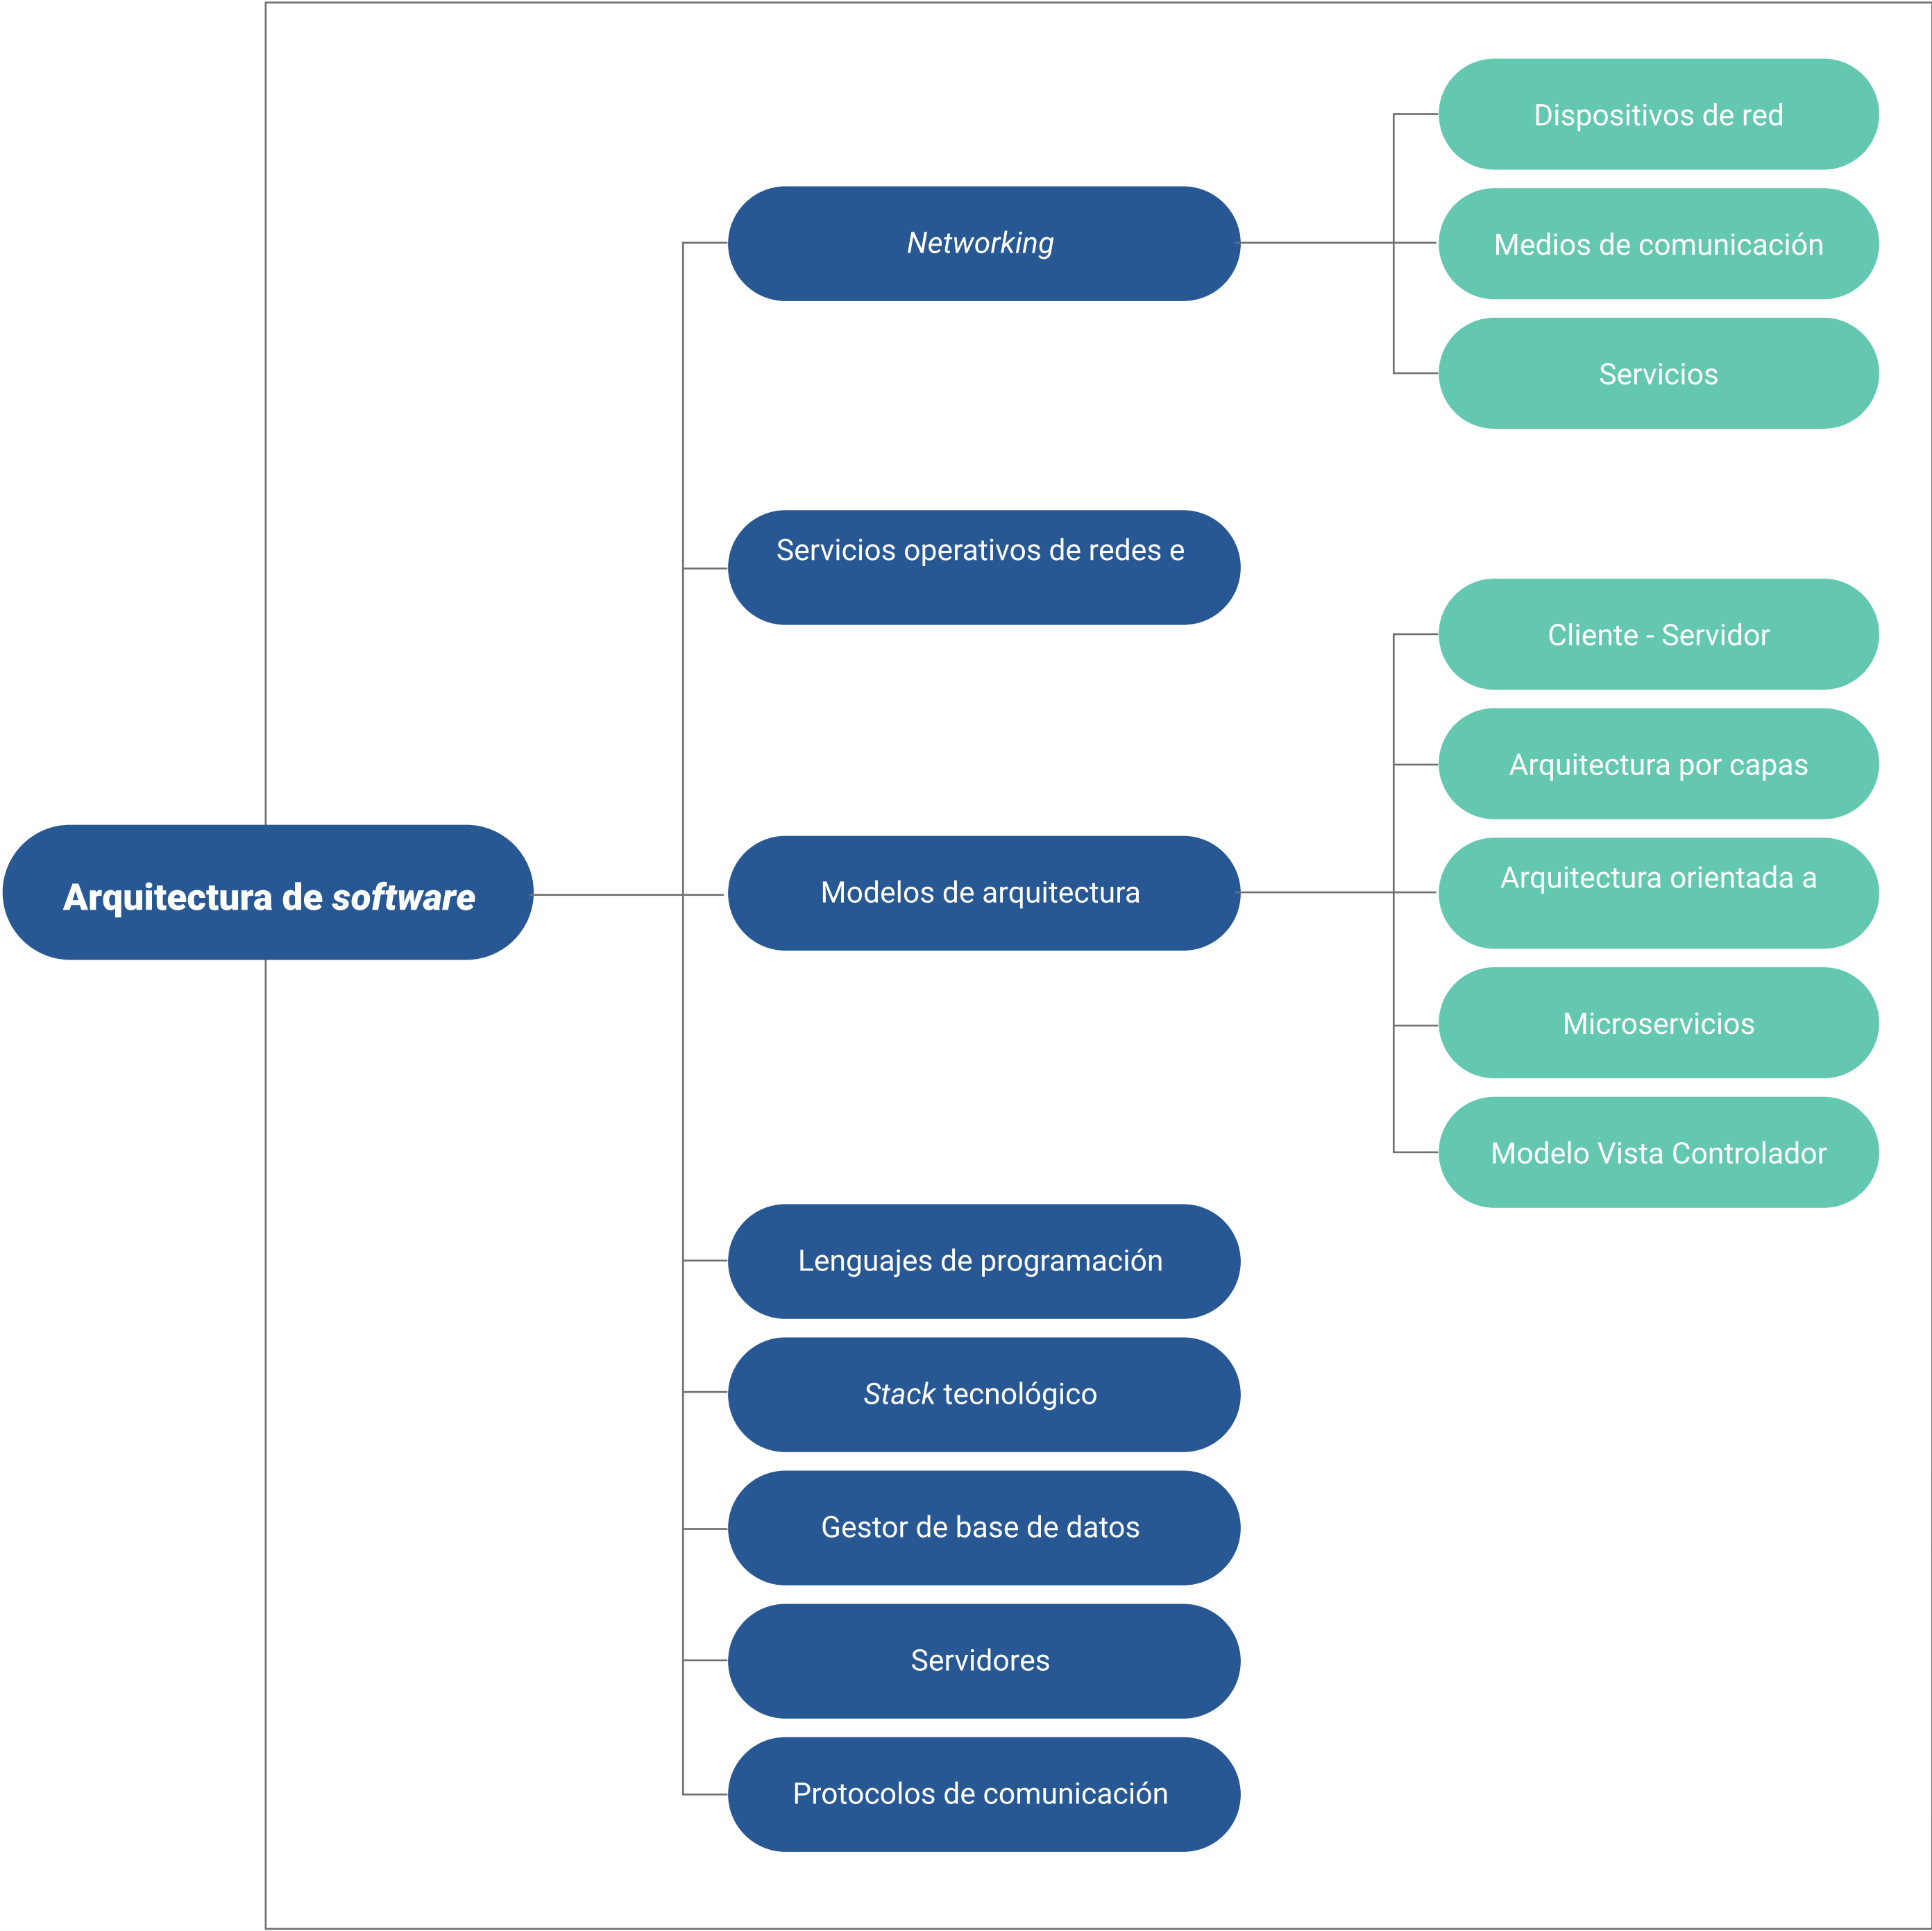 Arquitectura de software
Networking
Dispositivos de red
Medios de comunicación
Servicios
Servicios operativos de redes e
Modelos de arquitectura
Cliente - Servidor
Arquitectura por capas
Arquitectura orientada a
Microservicios
Modelo Vista Controlador
Lenguajes de programación
Stack tecnológico
Gestor de base de datos
Servidores
Protocolos de comunicación